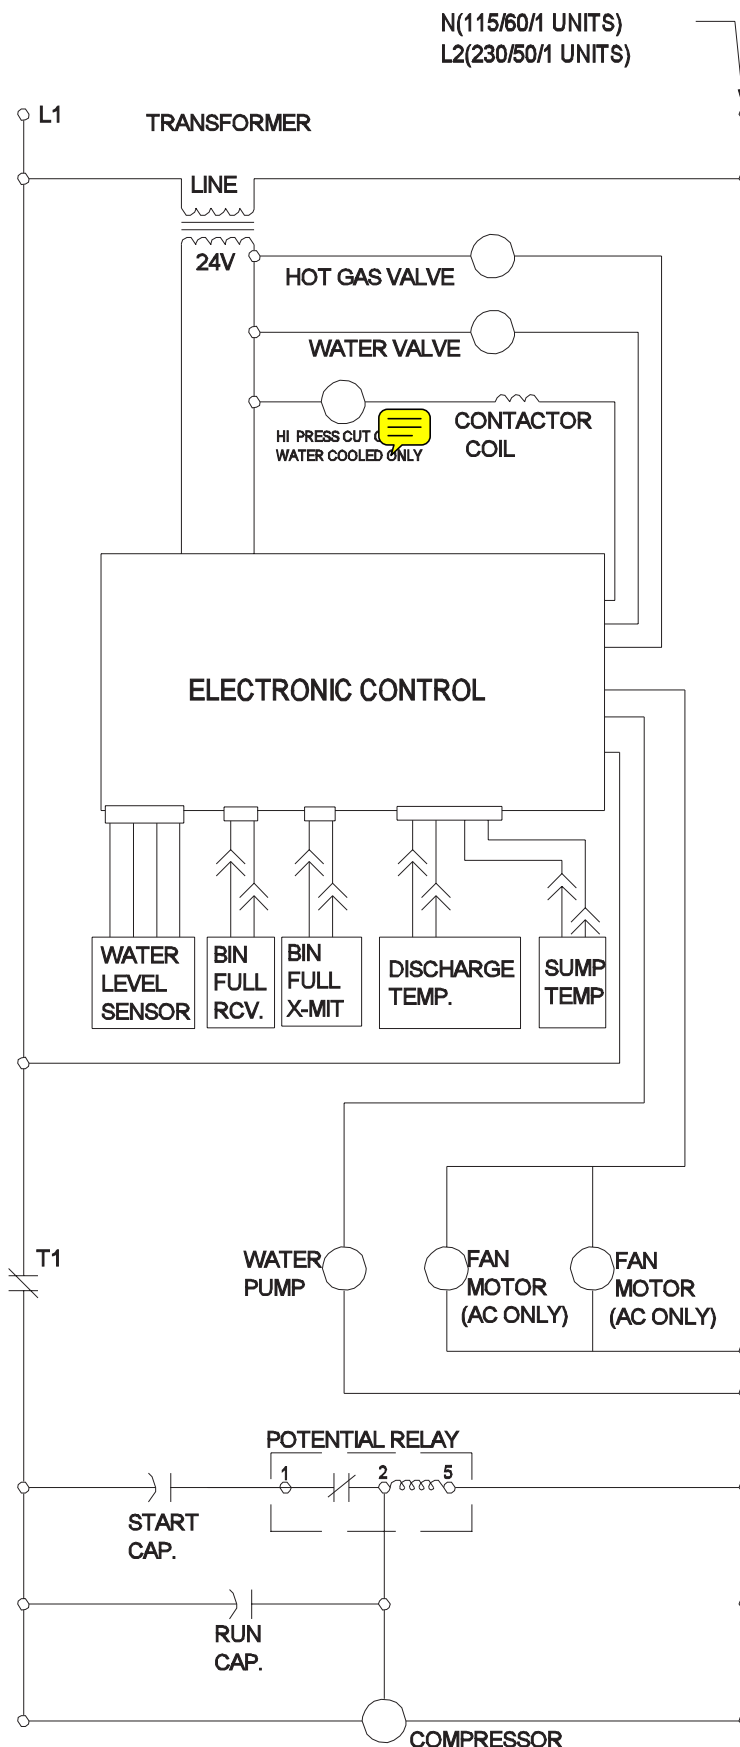 N(115/60/1 UNITS)
L2(230/50/1 UNITS)
L1
TRANSFORMER
LINE
24V
HOT GAS VALVE
WATER VALVE
HI PRESS CUT
WATER COOLED ONLY
CONTACTOR
COIL
ELECTRONIC CONTROL
WATER
LEVEL
SENSOR
BIN
FULL
RCV.
BIN
FULL
X-MIT
DISCHARGE
TEMP.
SUMP
TEMP
T1
WATER
PUMP
FAN
MOTOR
(AC ONLY)
FAN
MOTOR
(AC ONLY)
POTENTIAL RELAY
1 2 5
START
CAP.
RUN
CAP.
COMPRESSOR